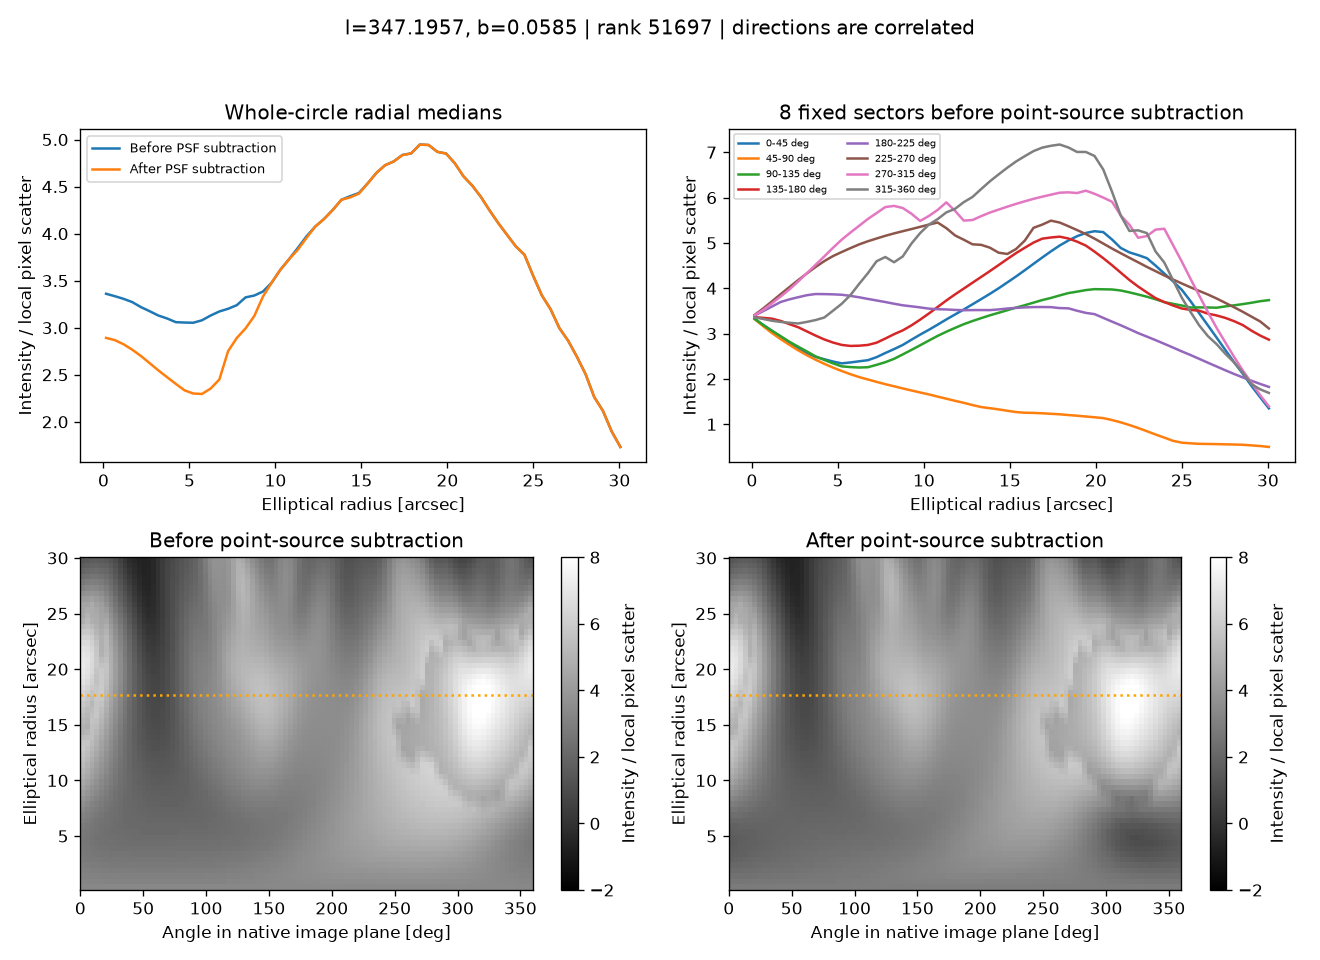 l=347.1957, b=0.0585 | rank 51697 | directions are correlated
Whole-circle radial medians
Before PSF subtraction
After PSF subtraction
5.0
4.5
4.0
3.5
3.0
2.5
2.0
Intensity / local pixel scatter
0 5 10 15 20 25 30
Elliptical radius [arcsec]
8 fixed sectors before point-source subtraction
0-45 deg
45-90 deg
90-135 deg
135-180 deg
180-225 deg
225-270 deg
270-315 deg
315-360 deg
7
6
5
4
3
2
1
Intensity / local pixel scatter
0 5 10 15 20 25 30
Elliptical radius [arcsec]
Before point-source subtraction
30
25
20
15
10
5
Elliptical radius [arcsec]
0 50 100 150 200 250 300 350
Angle in native image plane [deg]
8
6
4
2
0
−2
Intensity / local pixel scatter
After point-source subtraction
30
25
20
15
10
5
Elliptical radius [arcsec]
0 50 100 150 200 250 300 350
Angle in native image plane [deg]
8
6
4
2
0
−2
Intensity / local pixel scatter